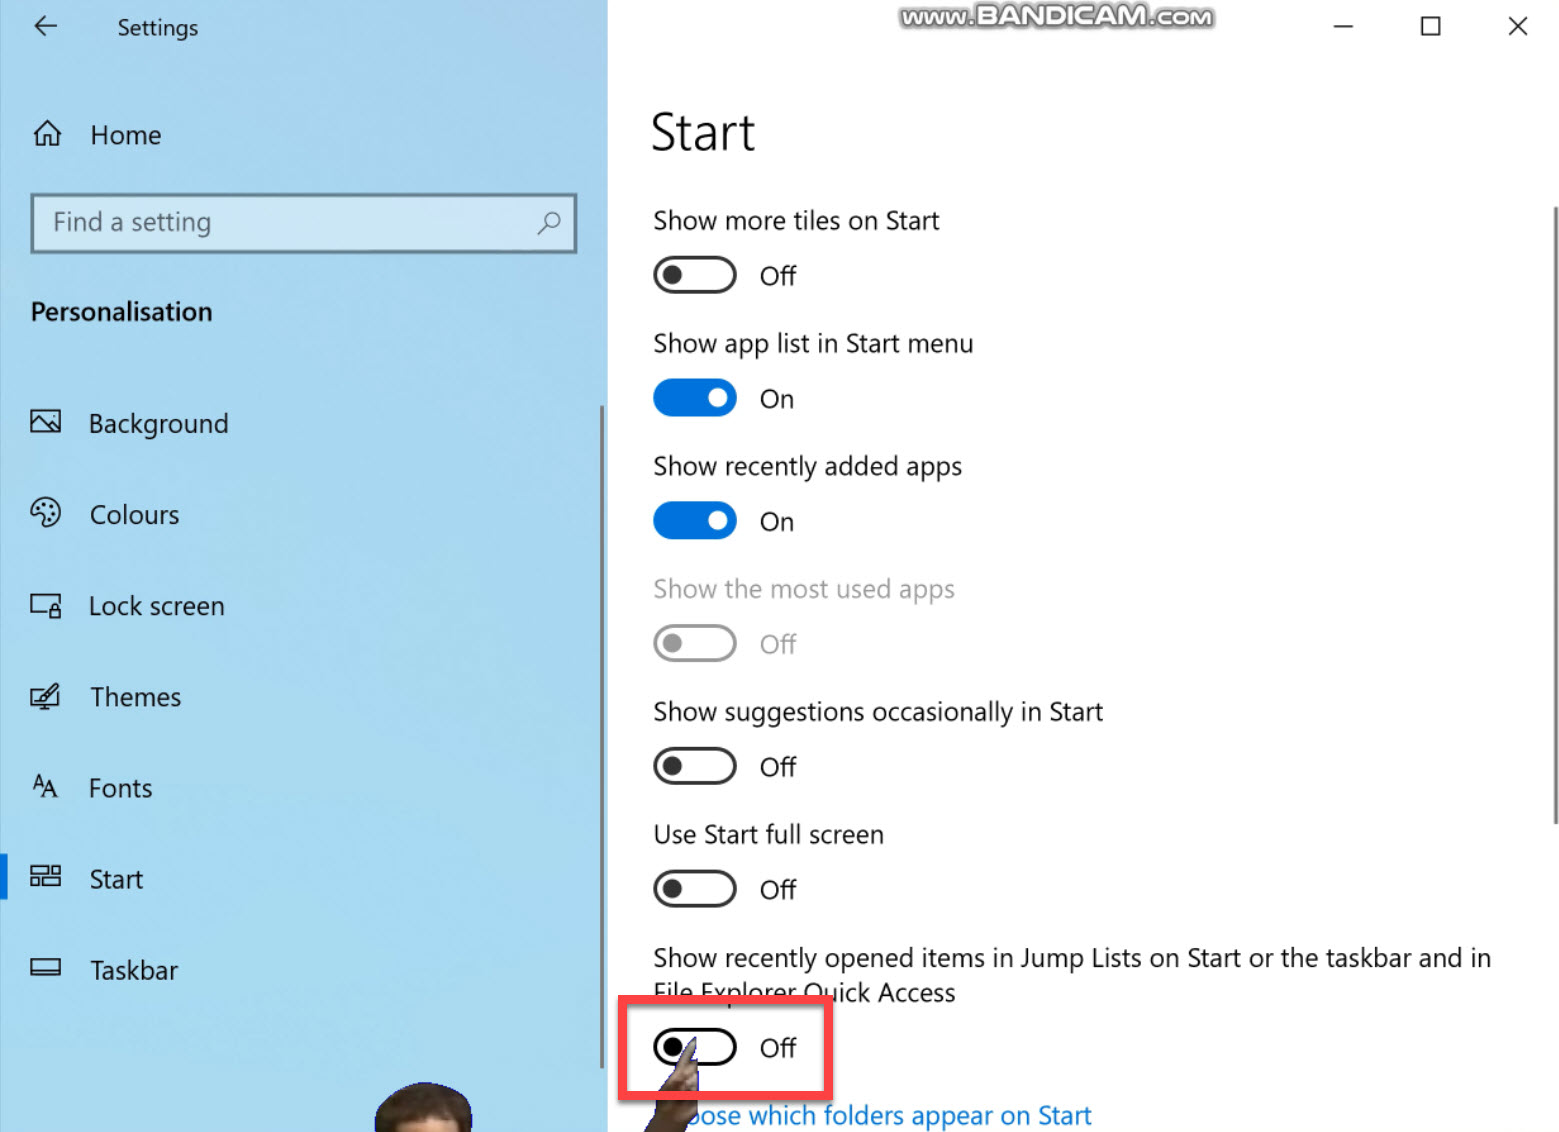 Settings
www.BANDICAM.com
Home
Find a setting
Personalisation
Background
Colours
Lock screen
Themes
Fonts
Start
Taskbar
Start
Show more tiles on Start
Off
Show app list in Start menu
On
Show recently added apps
On
Show the most used apps
Off
Show suggestions occasionally in Start
Off
Use Start full screen
Off
Show recently opened items in Jump Lists on Start or the taskbar and in
File Explorer Quick Access
Off
oose which folders appear on Start